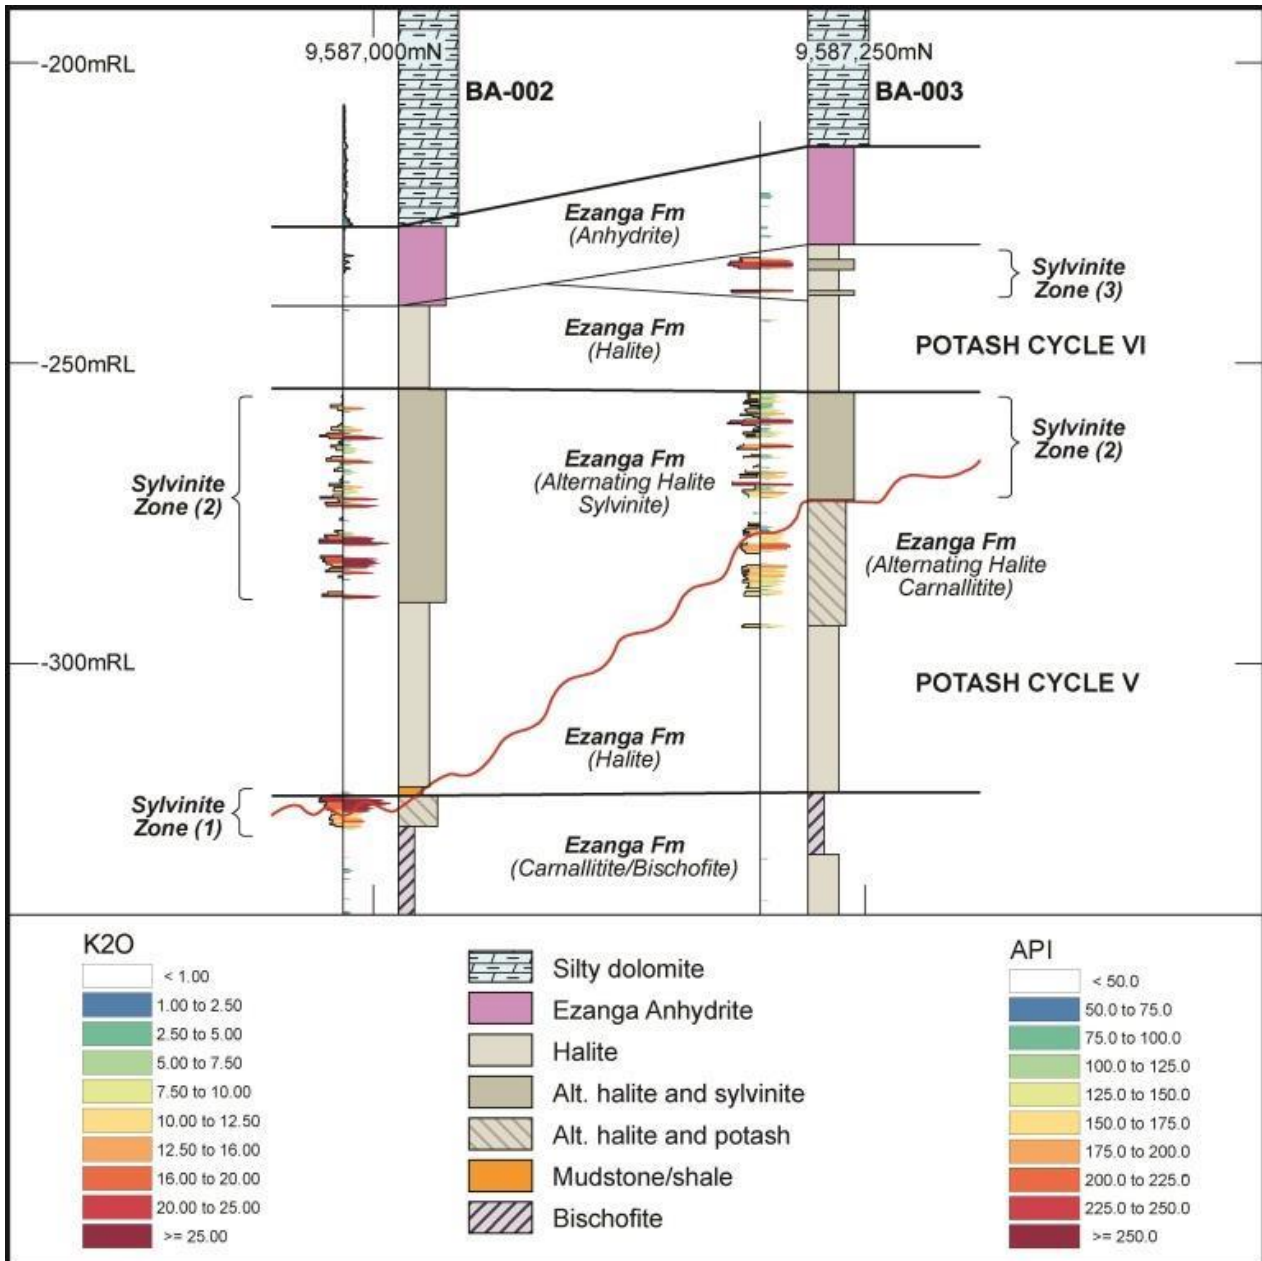 9,587,000mN
9,587,250mN
-200mRL
BA-002
BA-003
Ezanga Fm
(Anhydrite)
Sylvinite
Zone (3)
Ezanga Fm
(Halite)
POTASH CYCLE VI
-250mRL
Sylvinite
Zone (2)
Ezanga Fm
(Alternating Halite
Sylvinite)
Sylvinite
Zone (2)
Ezanga Fm
(Alternating Halite
Carnallitite)
-300mRL
POTASH CYCLE V
Ezanga Fm
(Halite)
Sylvinite
Zone (1)
Ezanga Fm
(Carnallitite/Bischofite)
K2O
< 1.00
1.00 to 2.50
2.50 to 5.00
5.00 to 7.50
7.50 to 10.00
10.00 to 12.50
12.50 to 16.00
16.00 to 20.00
20.00 to 25.00
>= 25.00
Silty dolomite
Ezanga Anhydrite
Halite
Alt. halite and sylvinite
Alt. halite and potash
Mudstone/shale
Bischofite
API
< 50.0
50.0 to 75.0
75.0 to 100.0
100.0 to 125.0
125.0 to 150.0
150.0 to 175.0
175.0 to 200.0
200.0 to 225.0
225.0 to 250.0
>= 250.0